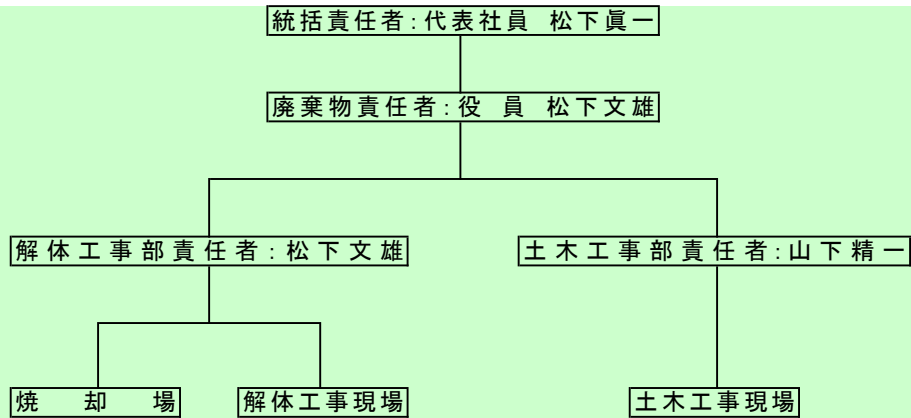 統括責任者:代表社員 松下眞一
廃棄物責任者:役 員 松下文雄
解体工事部責任者:松下文雄
土木工事部責任者:山下精一
焼 却 場
解体工事現場
土木工事現場